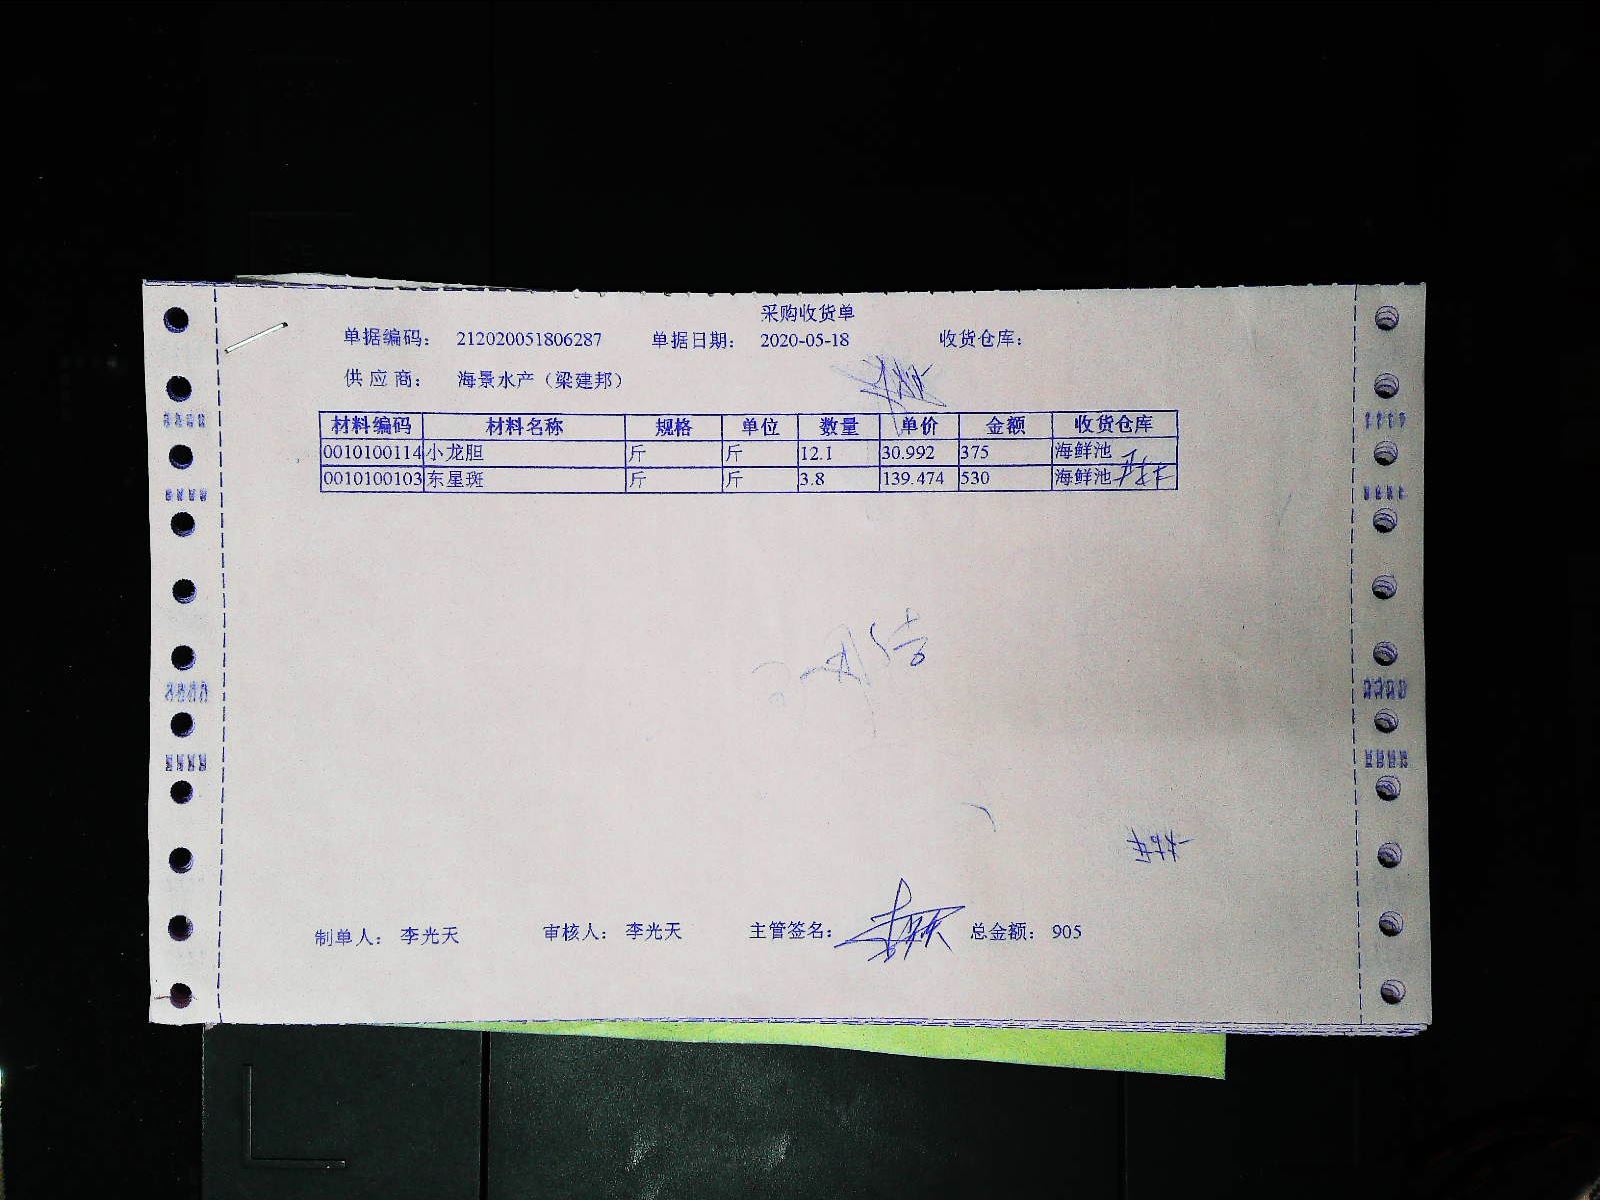 采购收货单
单据编码： 212020051806287 单据日期： 2020-05-18 收货仓库：
供应商： 海景水产（梁建邦）
材料编码 材料名称 规格 单位 数量 单价 金额 收货仓库
0010100114 小龙胆 斤 斤 12.1 30.992 375 海鲜池
0010100103 东星斑 斤 斤 3.8 139.474 530 海鲜池
制单人： 李光天 审核人： 李光天 主管签名： 总金额： 905